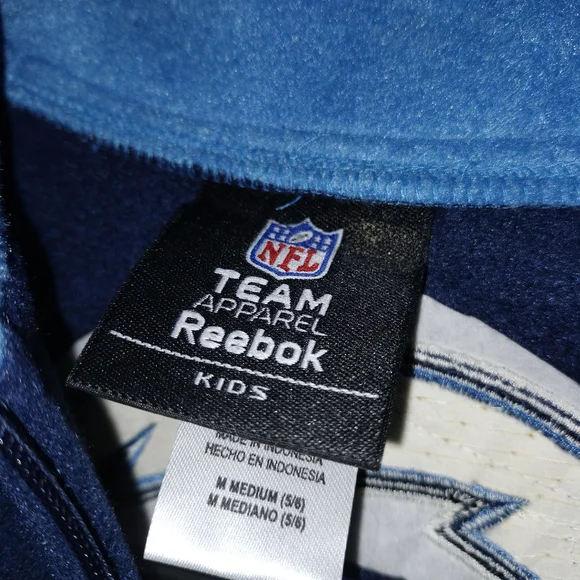 NFL
TEAM
APPAREL
Reebok
KIDS
MADE IN INDONESIA
HECHO EN INDONESIA
M MEDIUM (5/6)
M MEDIANO (5/6)